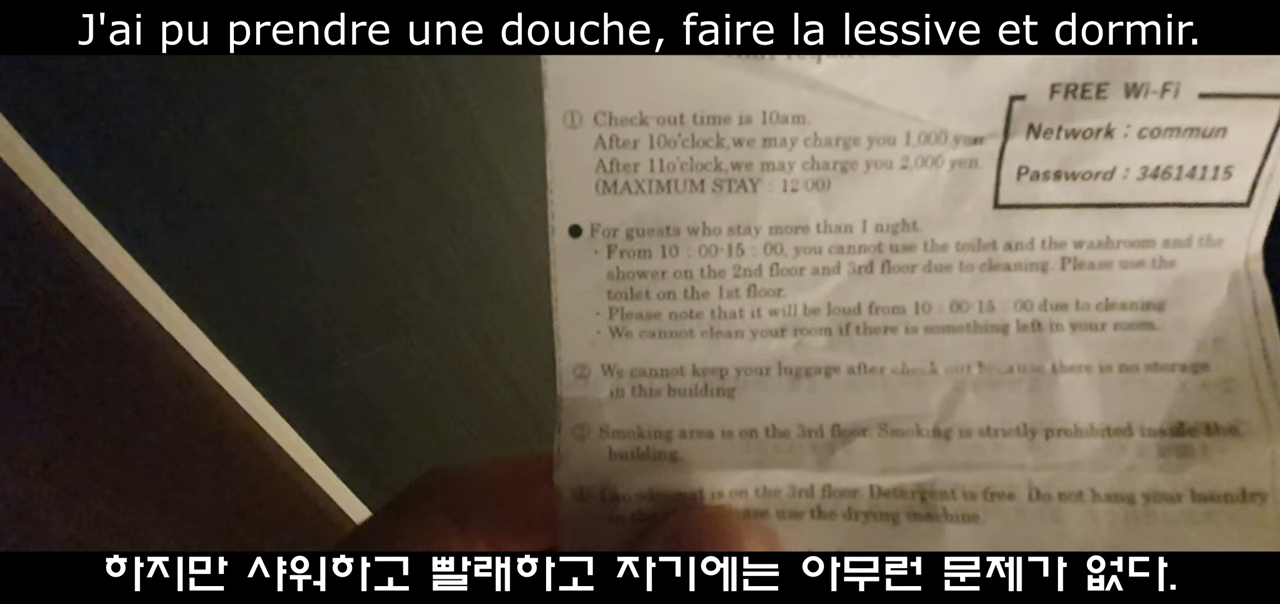 J'ai pu prendre une douche, faire la lessive et dormir.
FREE Wi-Fi
Network : commun
Password : 34614115
① Check-out time is 10am.
After 10o'clock,we may charge you 1,000 yen
After 11o'clock,we may charge you 2,000 yen.
(MAXIMUM STAY : 12:00)
● For guests who stay more than 1 night.
· From 10 : 00-15 : 00, you cannot use the toilet and the washroom and the
shower on the 2nd floor and 3rd floor due to cleaning. Please use the
toilet on the 1st floor.
· Please note that it will be loud from 10 : 00-15 : 00 due to cleaning
· We cannot clean your room if there is something left in your room.
② We cannot keep your luggage after check out because there is no storage
in this building.
③ Smoking area is on the 3rd floor. Smoking is strictly prohibited inside the
building.
is on the 3rd floor. Detergent is free. Do not hang your laundry
use the drying machine.
하지만 샤워하고 빨래하고 자기에는 아무런 문제가 없다.